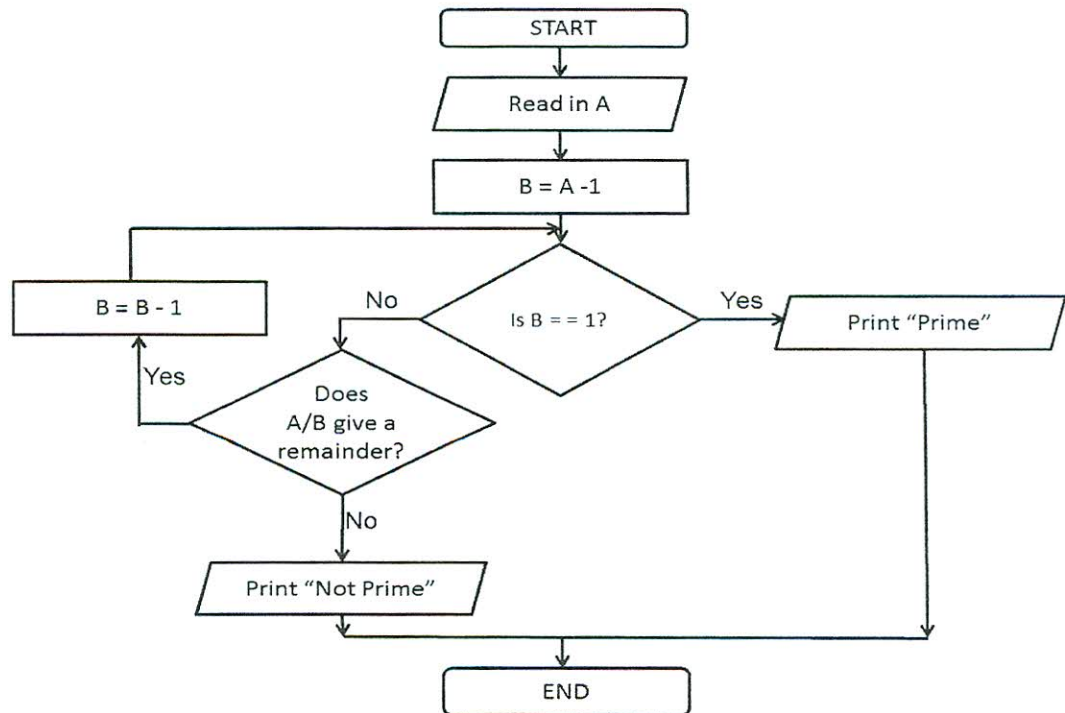 START
Read in A
B = A -1
Is B = = 1?
No
Yes
B = B - 1
Print “Prime”
Yes
Does
A/B give a
remainder?
No
Print “Not Prime”
END